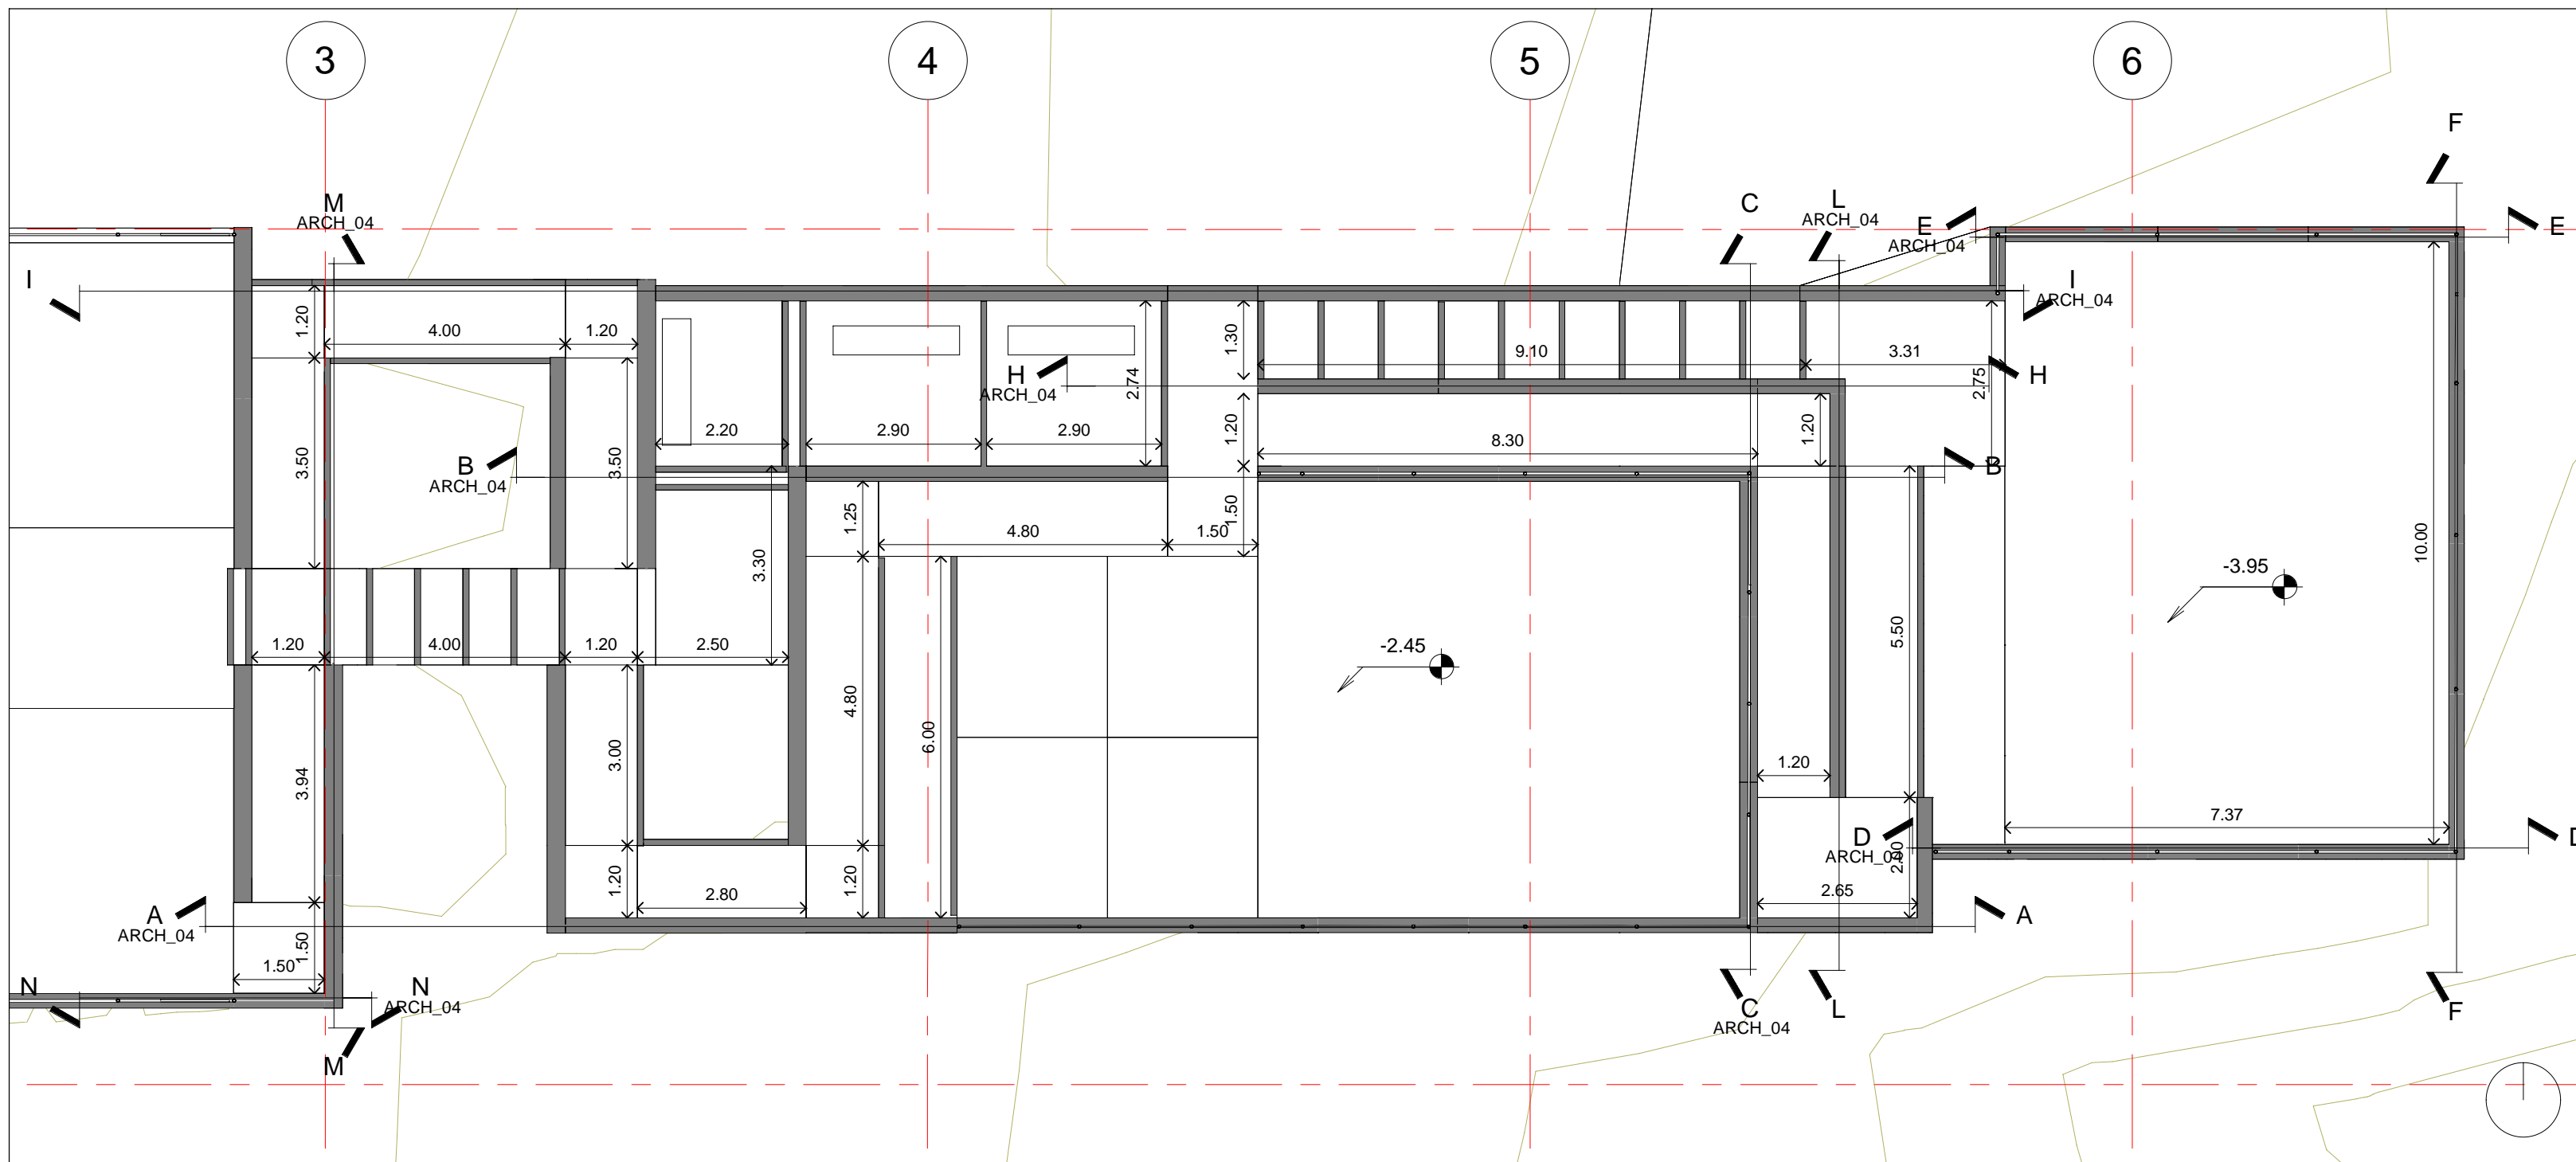 3 4 5 6
F
M
ARCH_04
C
L
ARCH_04
E
ARCH_04
E
I
I
ARCH_04
1.20
4.00
1.20
1.30
9.10
3.31
2.74
2.75
H
ARCH_04
H
3.50
3.50
2.20
2.90
2.90
1.20
8.30
1.20
B
ARCH_04
B
1.25
4.80
1.50
1.50
3.30
10.00
-3.95
1.20
4.00
1.20
2.50
-2.45
5.50
4.80
6.00
3.00
3.94
1.20
7.37
D
ARCH_04
D
2.00
1.20
2.80
1.20
2.65
A
ARCH_04
A
1.50
1.50
N
N
ARCH_04
C
ARCH_04
L
F
M